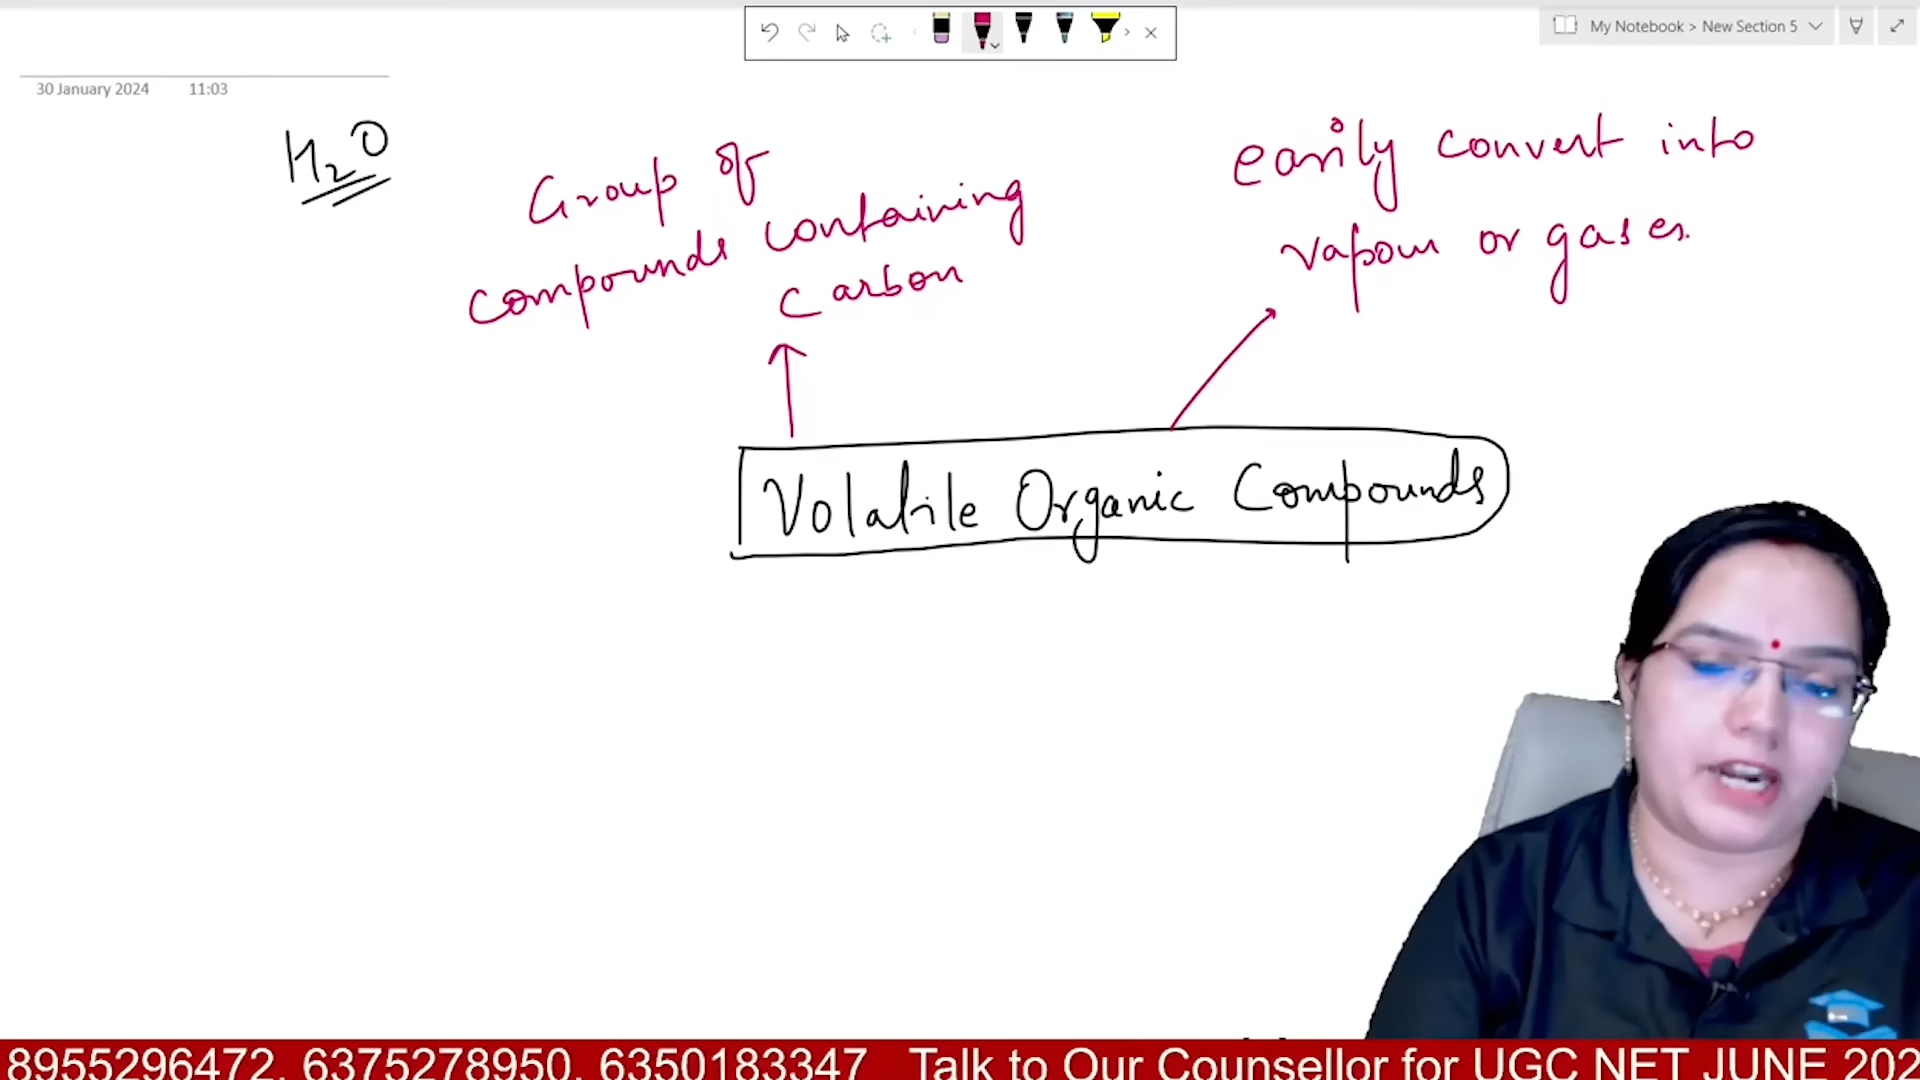 My Notebook > New Section 5
30 January 2024 11:03
H₂O
Group of
compounds containing
carbon
easily convert into
vapour or gases.
Volatile Organic Compounds
8955296472, 6375278950, 6350183347 Talk to Our Counsellor for UGC NET JUNE 202